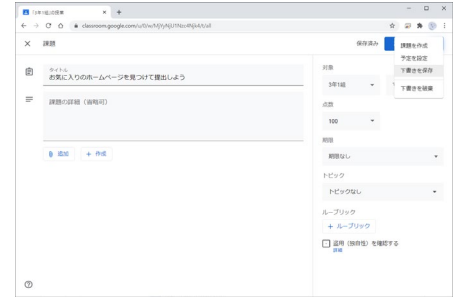 「3年1組」の授業
classroom.google.com/u/0/w/MjYyNjU1Nzc4Njk4/t/all
課題
保存済み
課題を作成
予定を設定
下書きを保存
下書きを破棄
タイトル
お気に入りのホームページを見つけて提出しよう
課題の詳細（省略可）
追加
作成
対象
3年1組
点数
100
期限
期限なし
トピック
トピックなし
ルーブリック
+ ルーブリック
盗用（独自性）を確認する
詳細